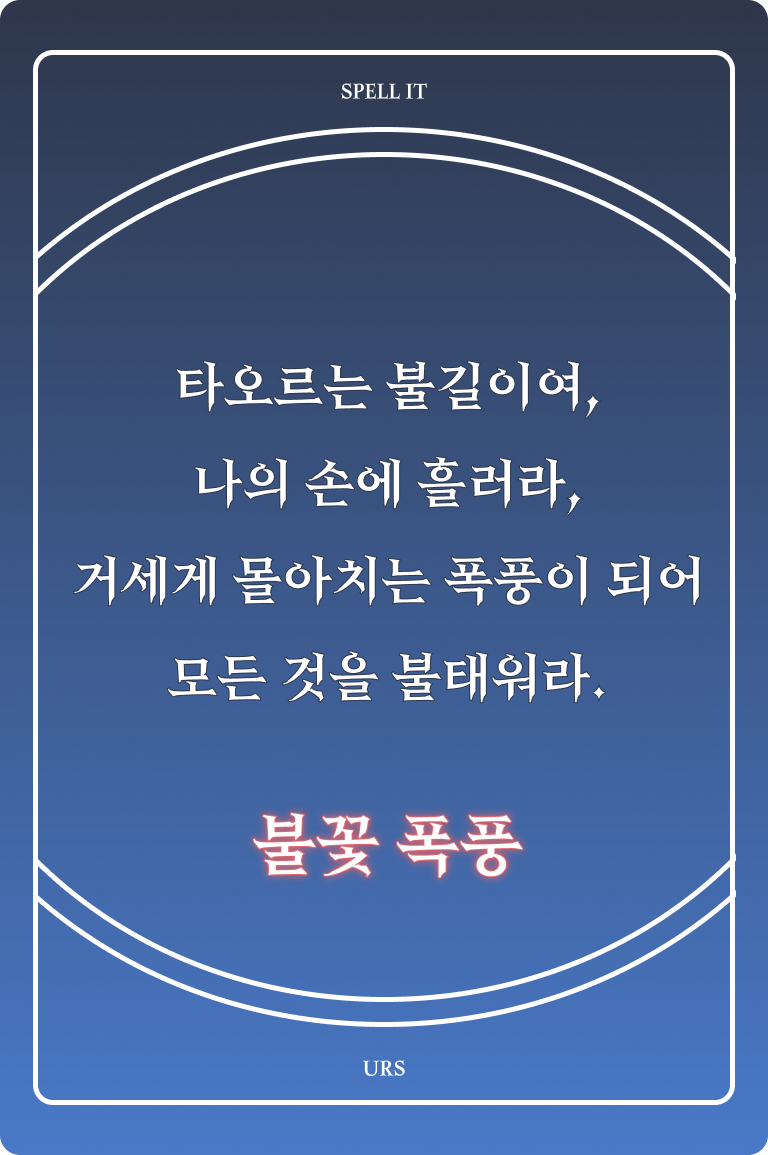 SPELL IT
타오르는 불길이여,
나의 손에 흘러라,
거세게 몰아치는 폭풍이 되어
모든 것을 불태워라.
불꽃 폭풍
URS